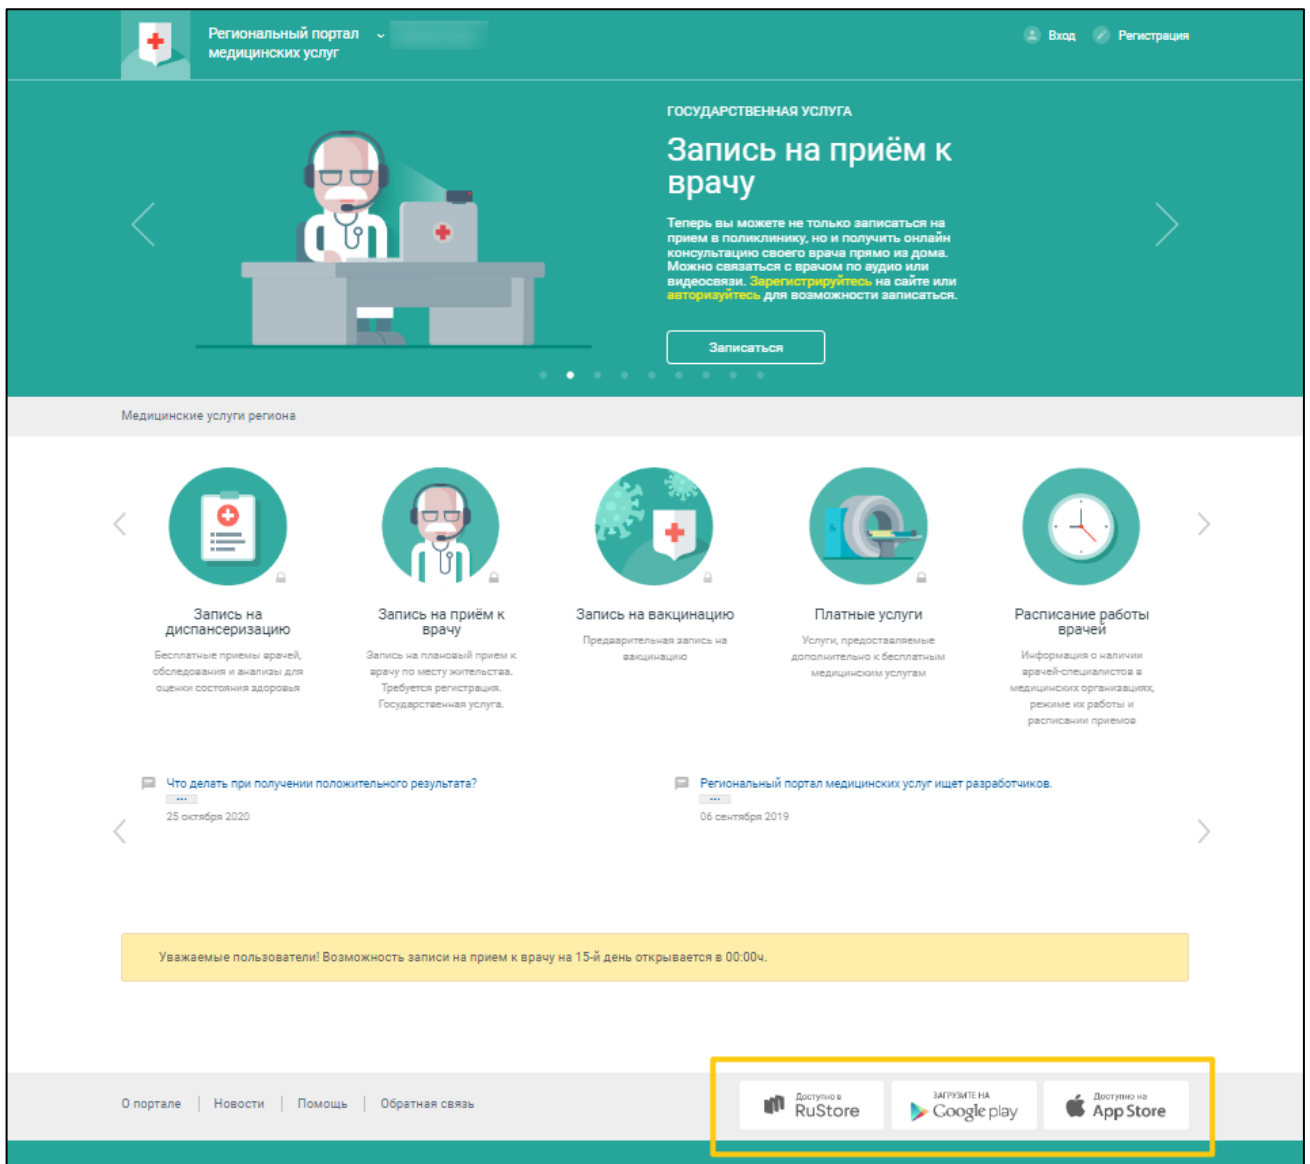 Региональный портал
медицинских услуг
Вход
Регистрация
ГОСУДАРСТВЕННАЯ УСЛУГА
Запись на приём к
врачу
Теперь вы можете не только записаться на
прием в поликлинику, но и получить онлайн
консультацию своего врача прямо из дома.
Можно связаться с врачом по аудио или
видеосвязи. Зарегистрируйтесь на сайте или
авторизуйтесь для возможности записаться.
Записаться
Медицинские услуги региона
Запись на
диспансеризацию
Бесплатные приемы врачей,
обследования и анализы для
оценки состояния здоровья
Запись на приём к
врачу
Запись на плановый прием к
врачу по месту жительства.
Требуется регистрация.
Государственная услуга.
Запись на вакцинацию
Предварительная запись на
вакцинацию
Платные услуги
Услуги, предоставляемые
дополнительно к бесплатным
медицинским услугам
Расписание работы
врачей
Информация о наличии
врачей-специалистов в
медицинских организациях,
режиме их работы и
расписании приемов
Что делать при получении положительного результата?
...
25 октября 2020
Региональный портал медицинских услуг ищет разработчиков.
...
06 сентября 2019
Уважаемые пользователи! Возможность записи на прием к врачу на 15-й день открывается в 00:00ч.
О портале | Новости | Помощь | Обратная связь
Доступно в
RuStore
ЗАГРУЗИТЕ НА
Google play
Доступно на
App Store